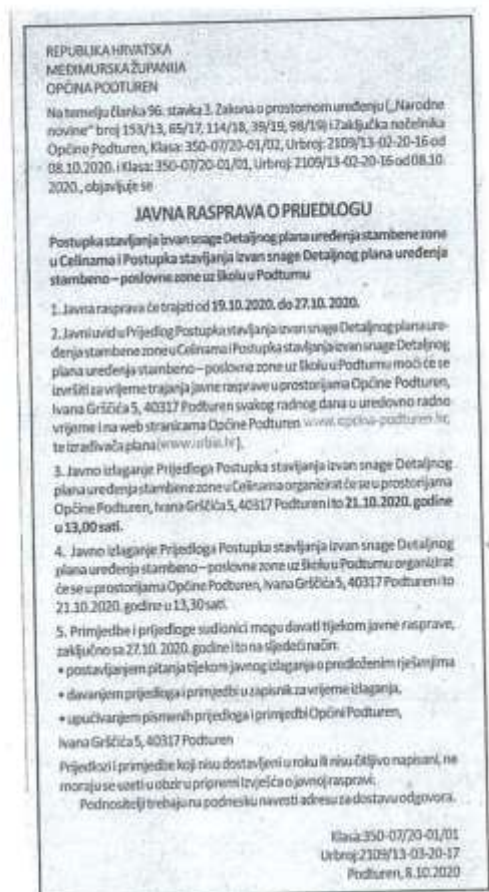 REPUBLIKA HRVATSKA
MEĐIMURSKA ŽUPANIJA
OPĆINA PODTUREN
Na temelju članka 96. stavka 3. Zakona o prostornom uređenju („Narodne
novine" broj 153/13, 65/17, 114/18, 39/19, 98/19) i Zaključka načelnika
Općine Podturen, Klasa: 350-07/20-01/02, Urbroj: 2109/13-02-20-16 od
08.10.2020. i Klasa: 350-07/20-01/01, Urbroj: 2109/13-02-20-16 od 08.10.
2020., objavljuje se
JAVNA RASPRAVA O PRIJEDLOGU
Postupka stavljanja izvan snage Detaljnog plana uređenja stambene zone
u Celinama i Postupka stavljanja izvan snage Detaljnog plana uređenja
stambeno – poslovne zone uz školu u Podturnu
1. Javna rasprava će trajati od 19.10.2020. do 27.10.2020.
2. Javni uvid u Prijedlog Postupka stavljanja izvan snage Detaljnog plana ure-
đenja stambene zone u Celinama i Postupka stavljanja izvan snage Detaljnog
plana uređenja stambeno – poslovne zone uz školu u Podturnu moći će se
izvršiti za vrijeme trajanja javne rasprave u prostorijama Općine Podturen,
Ivana Grščića 5, 40317 Podturen svakog radnog dana u uredovno radno
vrijeme i na web stranicama Općine Podturen www.opcina-podturen.hr,
te izrađivača plana (www.urbia.hr).
3. Javno izlaganje Prijedloga Postupka stavljanja izvan snage Detaljnog
plana uređenja stambene zone u Celinama organizirat će se u prostorijama
Općine Podturen, Ivana Grščića 5, 40317 Podturen i to 21.10.2020. godine
u 13,00 sati.
4. Javno izlaganje Prijedloga Postupka stavljanja izvan snage Detaljnog
plana uređenja stambeno – poslovne zone uz školu u Podturnu organizirat
će se u prostorijama Općine Podturen, Ivana Grščića 5, 40317 Podturen i to
21.10.2020. godine u 13,30 sati.
5. Primjedbe i prijedloge sudionici mogu davati tijekom javne rasprave,
zaključno sa 27.10. 2020. godine i to na sljedeći način:
• postavljanjem pitanja tijekom javnog izlaganja o predloženim rješenjima
• davanjem prijedloga i primjedbi u zapisnik za vrijeme izlaganja,
• upućivanjem pismenih prijedloga i primjedbi Općini Podturen,
Ivana Grščića 5, 40317 Podturen
Prijedlozi i primjedbe koji nisu dostavljeni u roku ili nisu čitljivo napisani, ne
moraju se uzeti u obzir u pripremi Izvješća o javnoj raspravi.
Podnositelji trebaju na podnesku navesti adresu za dostavu odgovora.
Klasa:350-07/20-01/01
Urbroj:2109/13-03-20-17
Podturen, 8.10.2020